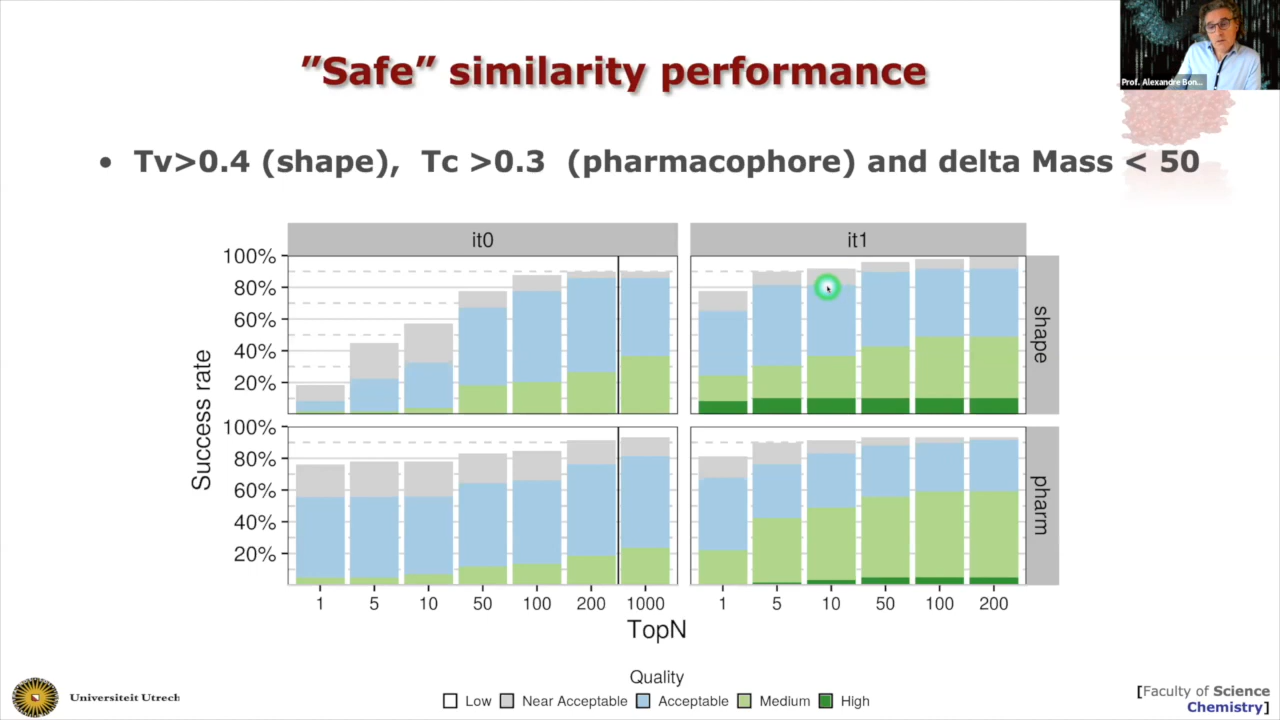 Prof. Alexandre Bon...
”Safe” similarity performance
• Tv>0.4 (shape), Tc >0.3 (pharmacophore) and delta Mass < 50
it0
it1
100%
80%
60%
40%
20%
shape
100%
80%
60%
40%
20%
pharm
Success rate
1 5 10 50 100 200 1000
1 5 10 50 100 200
TopN
Quality
Low Near Acceptable Acceptable Medium High
Universiteit Utrech
[Faculty of Science
Chemistry]